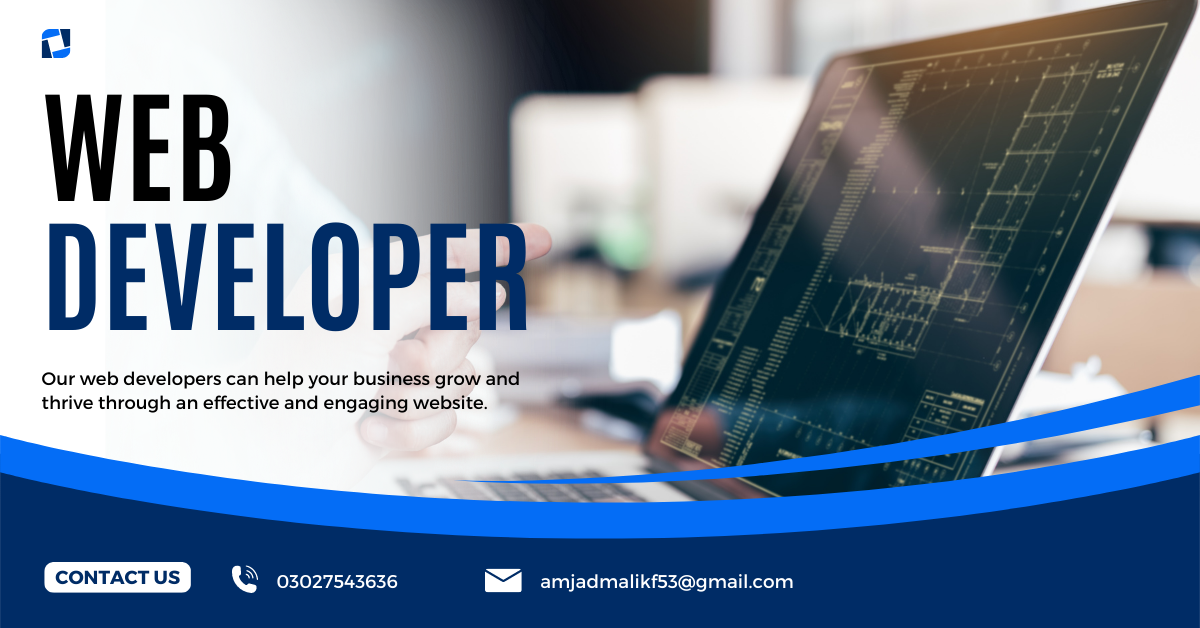 WEB
DEVELOPER
Our web developers can help your business grow and
thrive through an effective and engaging website.
CONTACT US
03027543636
amjadmalikf53@gmail.com